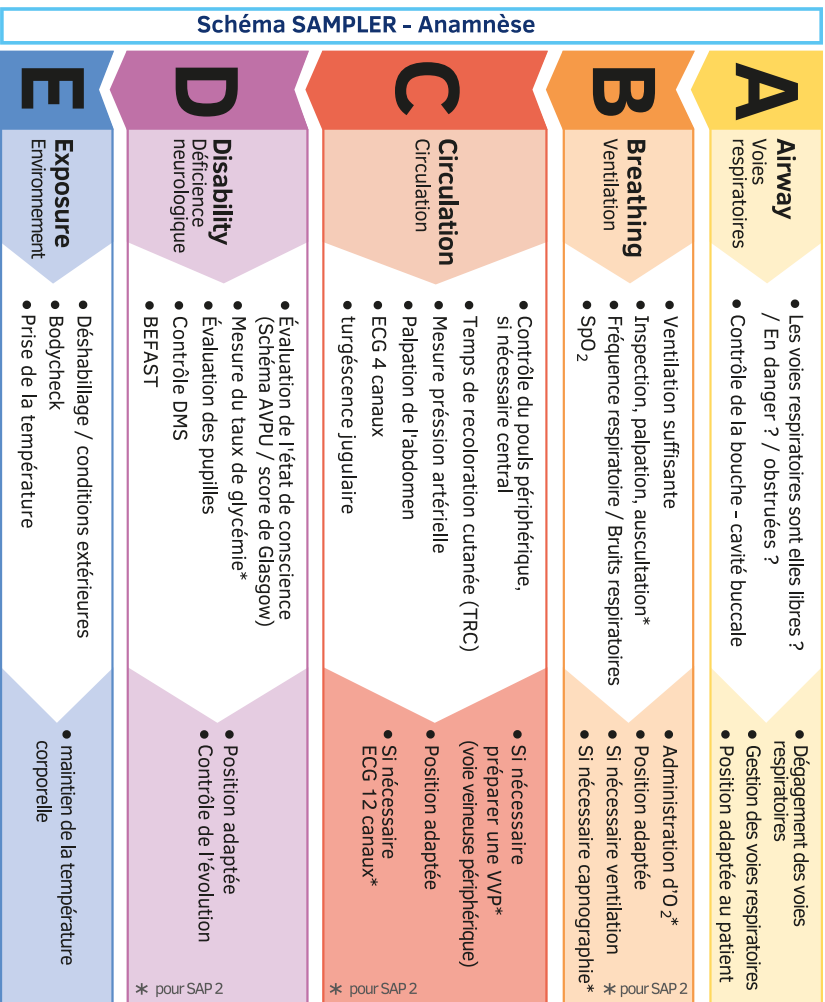 Schéma SAMPLER - Anamnèse
A
Airway
Voies
respiratoires
• Les voies respiratoires sont elles libres ?
/ En danger ? / obstruées ?
• Contrôle de la bouche - cavité buccale
• Dégagement des voies
respiratoires
• Gestion des voies respiratoires
• Position adaptée au patient
B
Breathing
Ventilation
• Ventilation suffisante
• Inspection, palpation, auscultation*
• Fréquence respiratoire / Bruits respiratoires
• SpO₂
• Administration d'O₂*
• Position adaptée
• Si nécessaire ventilation
• Si nécessaire capnographie*
* pour SAP 2
C
Circulation
Circulation
• Contrôle du pouls périphérique,
si nécessaire central
• Temps de recoloration cutanée (TRC)
• Mesure préssion artérielle
• Palpation de l'abdomen
• ECG 4 canaux
• turgéscence jugulaire
• Si nécessaire
préparer une VVP*
(voie veineuse périphérique)
• Position adaptée
• Si nécessaire
ECG 12 canaux*
* pour SAP 2
D
Disability
Déficience
neurologique
• Évaluation de l'état de conscience
(Schéma AVPU / score de Glasgow)
• Mesure du taux de glycémie*
• Évaluation des pupilles
• Contrôle DMS
• BEFAST
• Position adaptée
• Contrôle de l'évolution
* pour SAP 2
E
Exposure
Environnement
• Déshabillage / conditions extérieures
• Bodycheck
• Prise de la température
• maintien de la température
corporelle